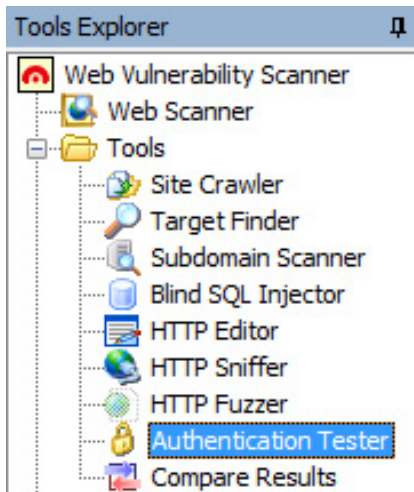 Tools Explorer
Web Vulnerability Scanner
Web Scanner
Tools
Site Crawler
Target Finder
Subdomain Scanner
Blind SQL Injector
HTTP Editor
HTTP Sniffer
HTTP Fuzzer
Authentication Tester
Compare Results